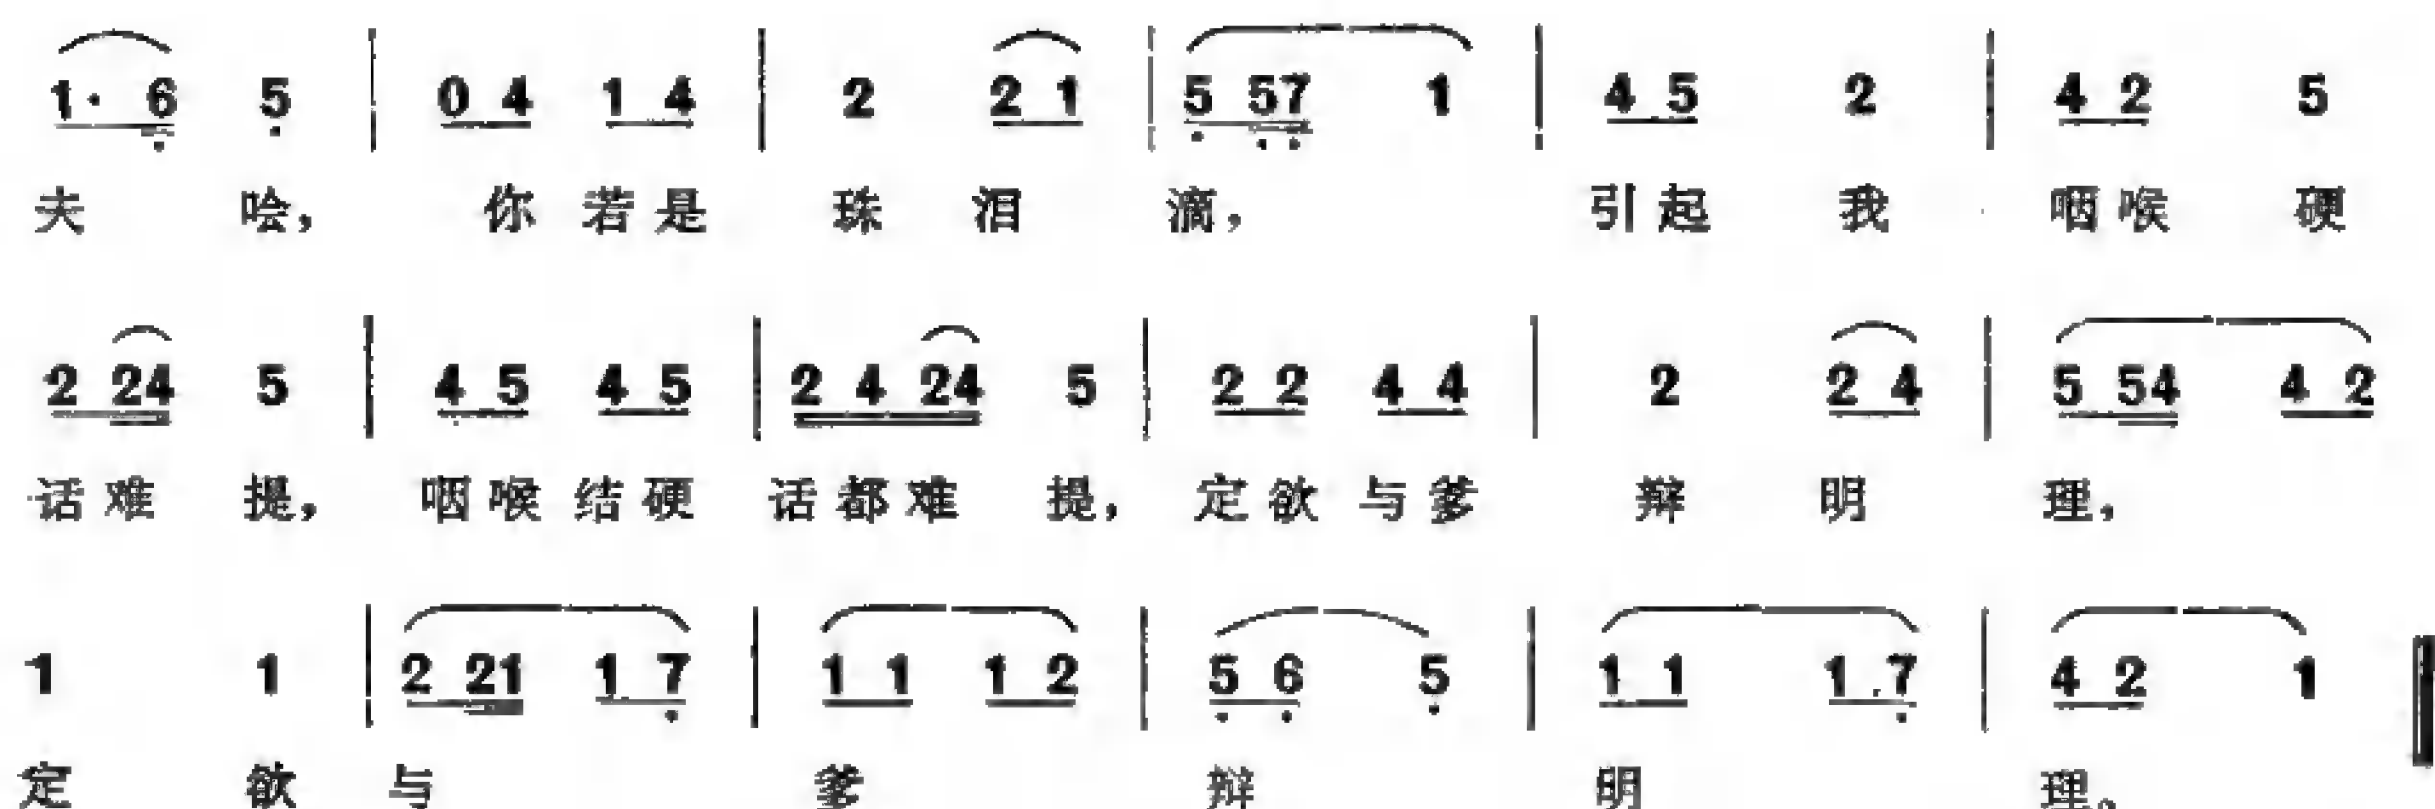 1· 6 5 | 0 4 1 4 | 2 2 1 | 5 57 1 | 4 5 2 | 4 2 5
夫 哙， 你 若 是 珠 泪 滴， 引 起 我 咽 喉 硬
2 24 5 | 4 5 4 5 | 2 4 24 5 | 2 2 4 4 | 2 2 4 | 5 54 4 2
话 难 提， 咽 喉 结 硬 话 都 难 提， 定 欲 与 爹 辩 明 理，
1 1 | 2 21 1 7 | 1 1 1 2 | 5 6 5 | 1 1 1 7 | 4 2 1 ‖
定 欲 与 爹 辩 明 理。